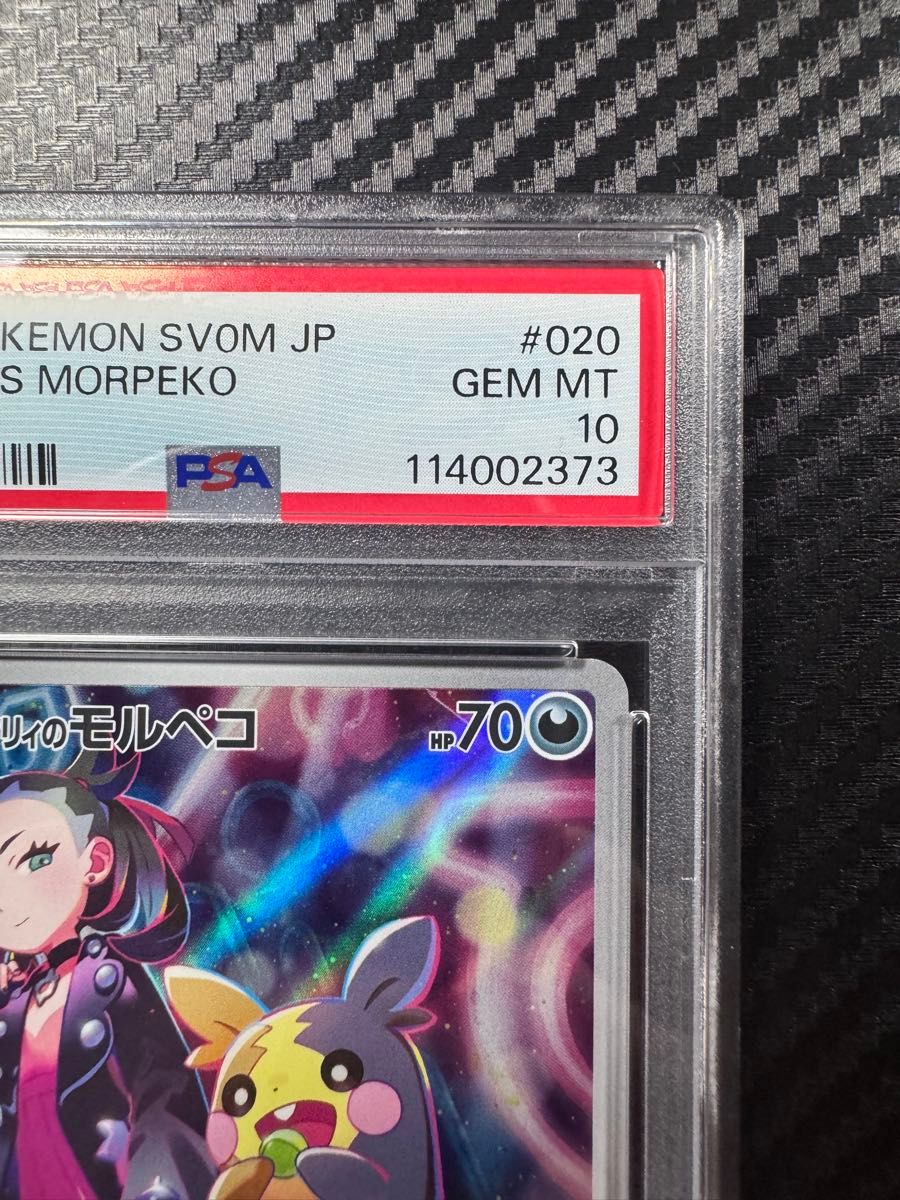 KEMON SV0M JP #020
S MORPEKO GEM MT
10
PSA 114002373
リィのモルペコ HP70